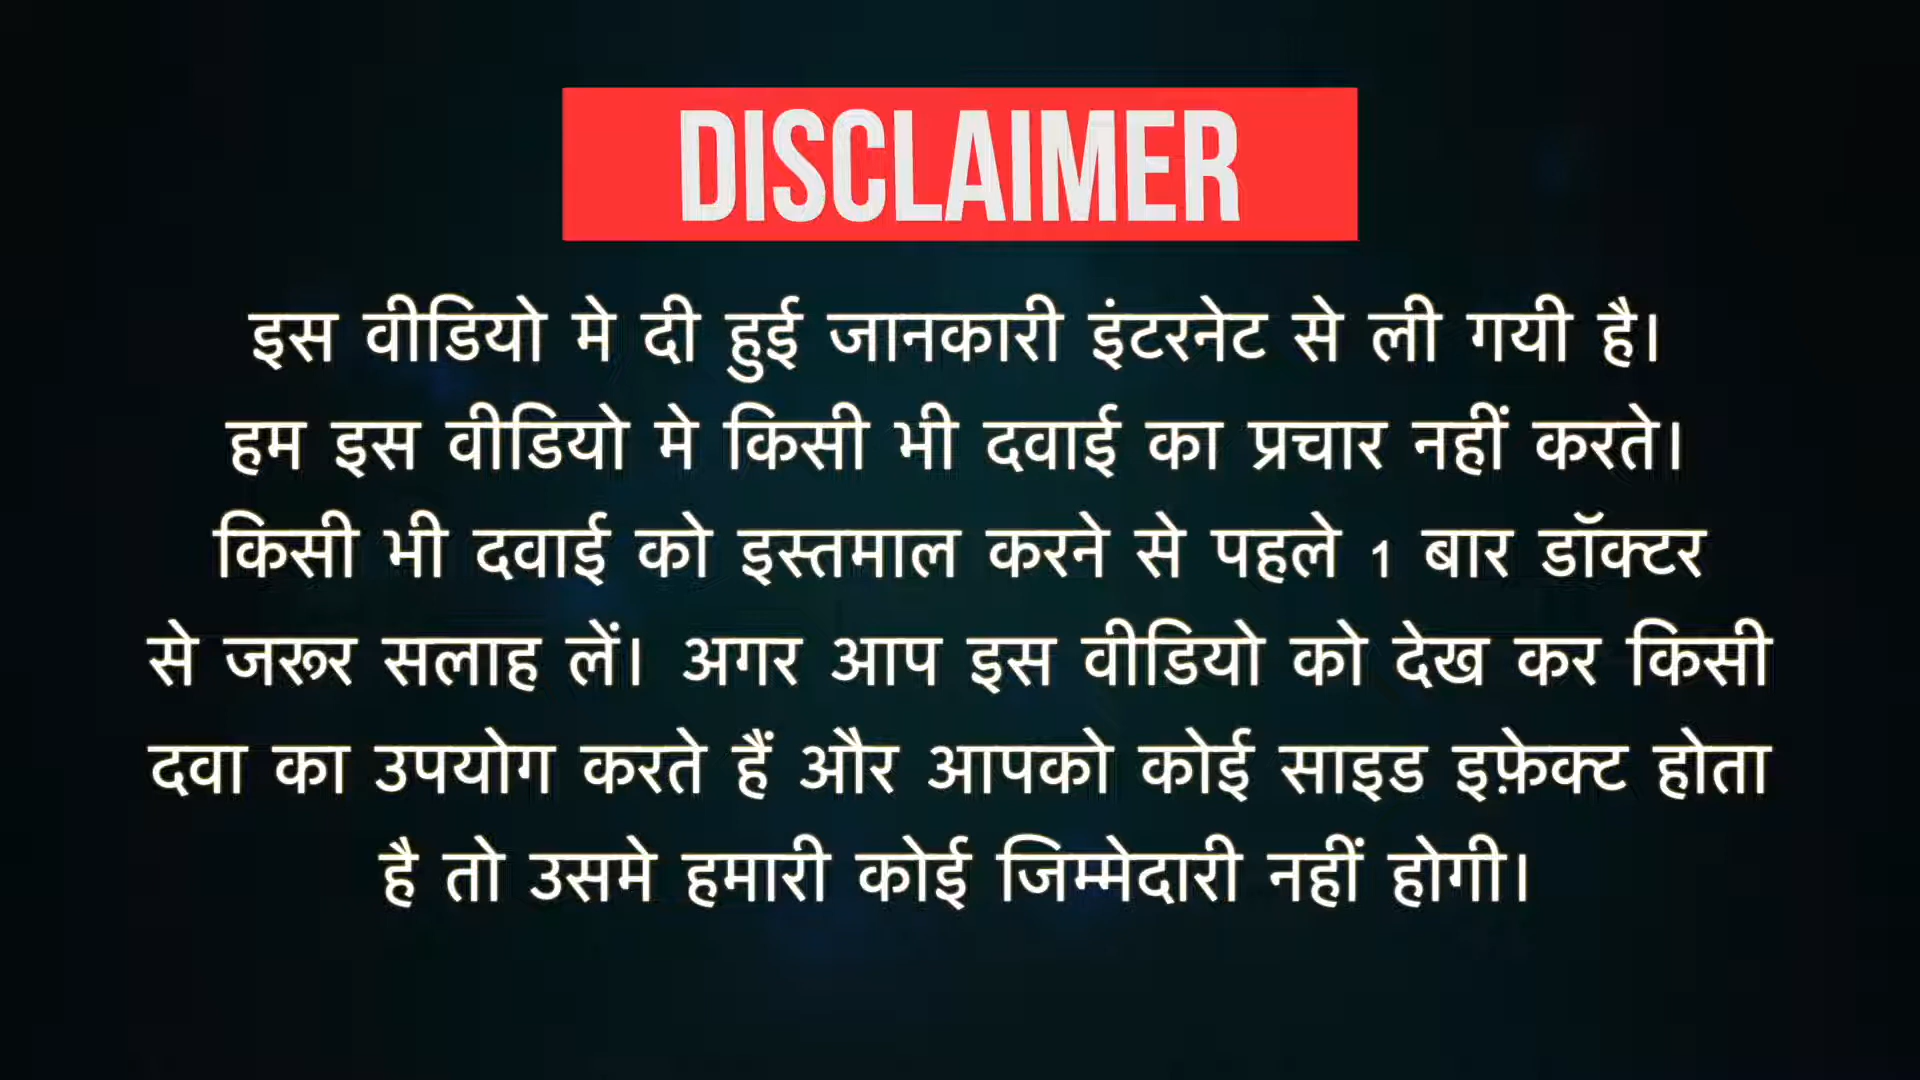 DISCLAIMER
इस वीडियो मे दी हुई जानकारी इंटरनेट से ली गयी है।
हम इस वीडियो मे किसी भी दवाई का प्रचार नहीं करते।
किसी भी दवाई को इस्तमाल करने से पहले 1 बार डॉक्टर
से जरूर सलाह लें। अगर आप इस वीडियो को देख कर किसी
दवा का उपयोग करते हैं और आपको कोई साइड इफ़ेक्ट होता
है तो उसमे हमारी कोई जिम्मेदारी नहीं होगी।